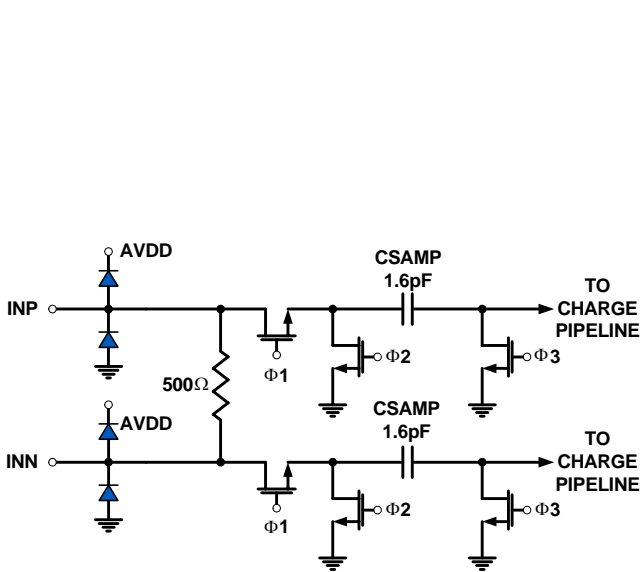 AVDD
CSAMP
1.6pF
INP
TO
CHARGE
PIPELINE
Φ2
Φ3
Φ1
500Ω
AVDD
CSAMP
1.6pF
INN
TO
CHARGE
PIPELINE
Φ2
Φ3
Φ1